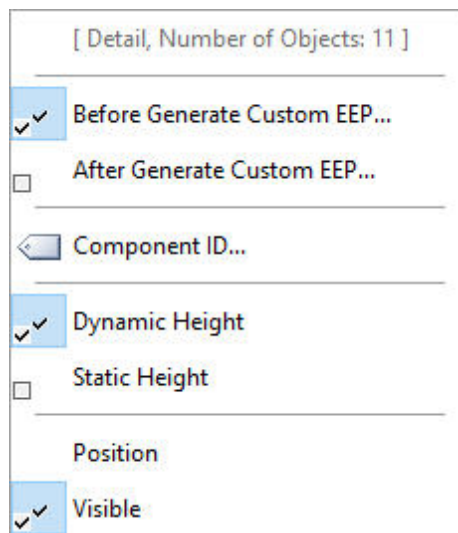 [ Detail, Number of Objects: 11 ]
Before Generate Custom EEP...
After Generate Custom EEP...
Component ID...
Dynamic Height
Static Height
Position
Visible